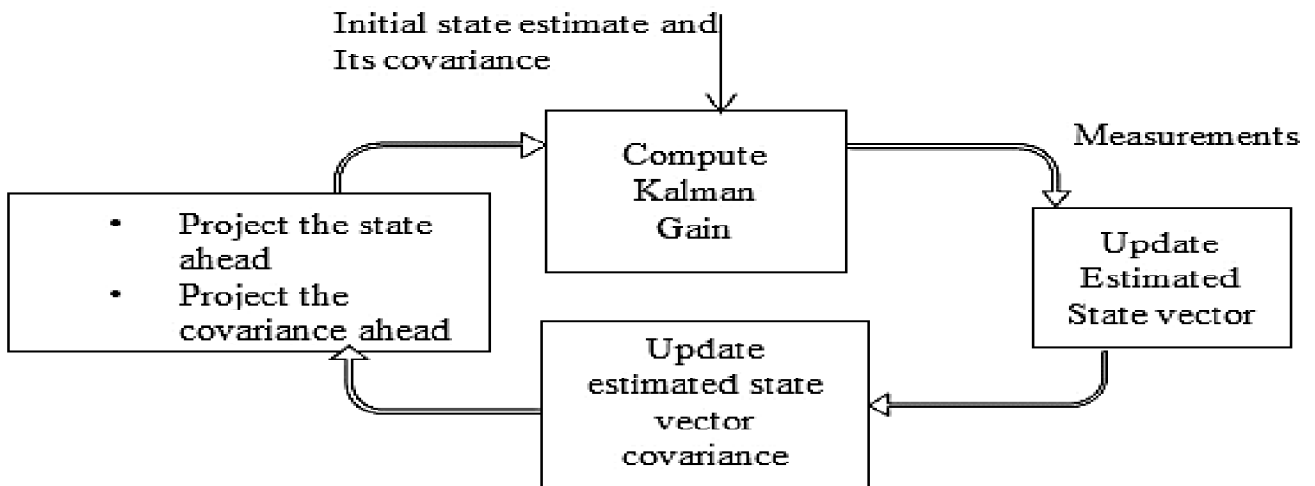 Initial state estimate and
Its covariance
Compute
Kalman
Gain
Measurements
Update
Estimated
State vector
Update
estimated state
vector
covariance
• Project the state
ahead
• Project the
covariance ahead